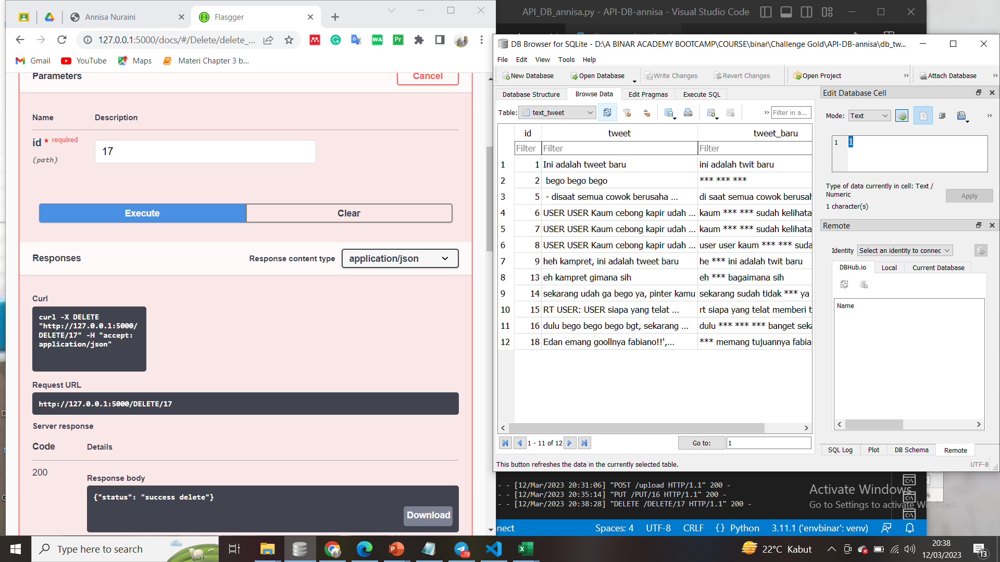 Annisa Nuraini
Flasgger
127.0.0.1:5000/docs/#/Delete/delete_...
Gmail
YouTube
Maps
Materi Chapter 3 b...
Parameters
Cancel
Name
Description
id * required
(path)
17
Execute
Clear
Responses
Response content type
application/json
Curl
curl -X DELETE
"http://127.0.0.1:5000/
DELETE/17" -H "accept:
application/json"
Request URL
http://127.0.0.1:5000/DELETE/17
Server response
Code
Details
200
Response body
{"status": "success delete"}
Download
API_DB_annisa.py - API-DB-annisa - Visual Studio Code
DB Browser for SQLite - D:\A BINAR ACADEMY BOOTCAMP\COURSE\binar\Challenge Gold\API-DB-annisa\db_tw...
File Edit View Tools Help
New Database
Open Database
Write Changes
Revert Changes
Open Project
Attach Database
Database Structure
Browse Data
Edit Pragmas
Execute SQL
Table: text_tweet
Filter in a...
id tweet tweet_baru
Filter Filter Filter
1 1 Ini adalah tweet baru ini adalah twit baru
2 2 bego bego bego *** *** ***
3 5 - disaat semua cowok berusaha ... di saat semua cowok berusah
4 6 USER USER Kaum cebong kapir udah ... kaum *** *** sudah kelihata
5 7 USER USER Kaum cebong kapir udah ... kaum *** *** sudah kelihata
6 8 USER USER Kaum cebong kapir udah ... user user kaum *** *** suda
7 9 heh kampret, ini adalah tweet baru he *** ini adalah twit baru
8 13 eh kampret gimana sih eh *** bagaimana sih
9 14 sekarang udah ga bego ya, pinter kamu sekarang sudah tidak *** ya
10 15 RT USER: USER siapa yang telat ... rt siapa yang telat memberi t
11 16 dulu bego bego bego bgt, sekarang ... dulu *** *** *** banget seka
12 18 Edan emang goollnya fabiano!!',... *** memang tujuannya fabia
1 - 11 of 12
Go to: 1
This button refreshes the data in the currently selected table.
Edit Database Cell
Mode: Text
1 1
Type of data currently in cell: Text /
Numeric
1 character(s)
Apply
Remote
Identity Select an identity to connec
DBHub.io
Local
Current Database
Name
SQL Log
Plot
DB Schema
Remote
UTF-8
- - [12/Mar/2023 20:31:06] "POST /upload HTTP/1.1" 200 -
- - [12/Mar/2023 20:35:14] "PUT /PUT/16 HTTP/1.1" 200 -
- - [12/Mar/2023 20:38:28] "DELETE /DELETE/17 HTTP/1.1" 200 -
Activate Windows
Go to Settings to activate Windows.
nnect
Spaces: 4
UTF-8
CRLF
{} Python
3.11.1 ('envbinar': venv)
Type here to search
22°C Kabut
20:38
12/03/2023
13